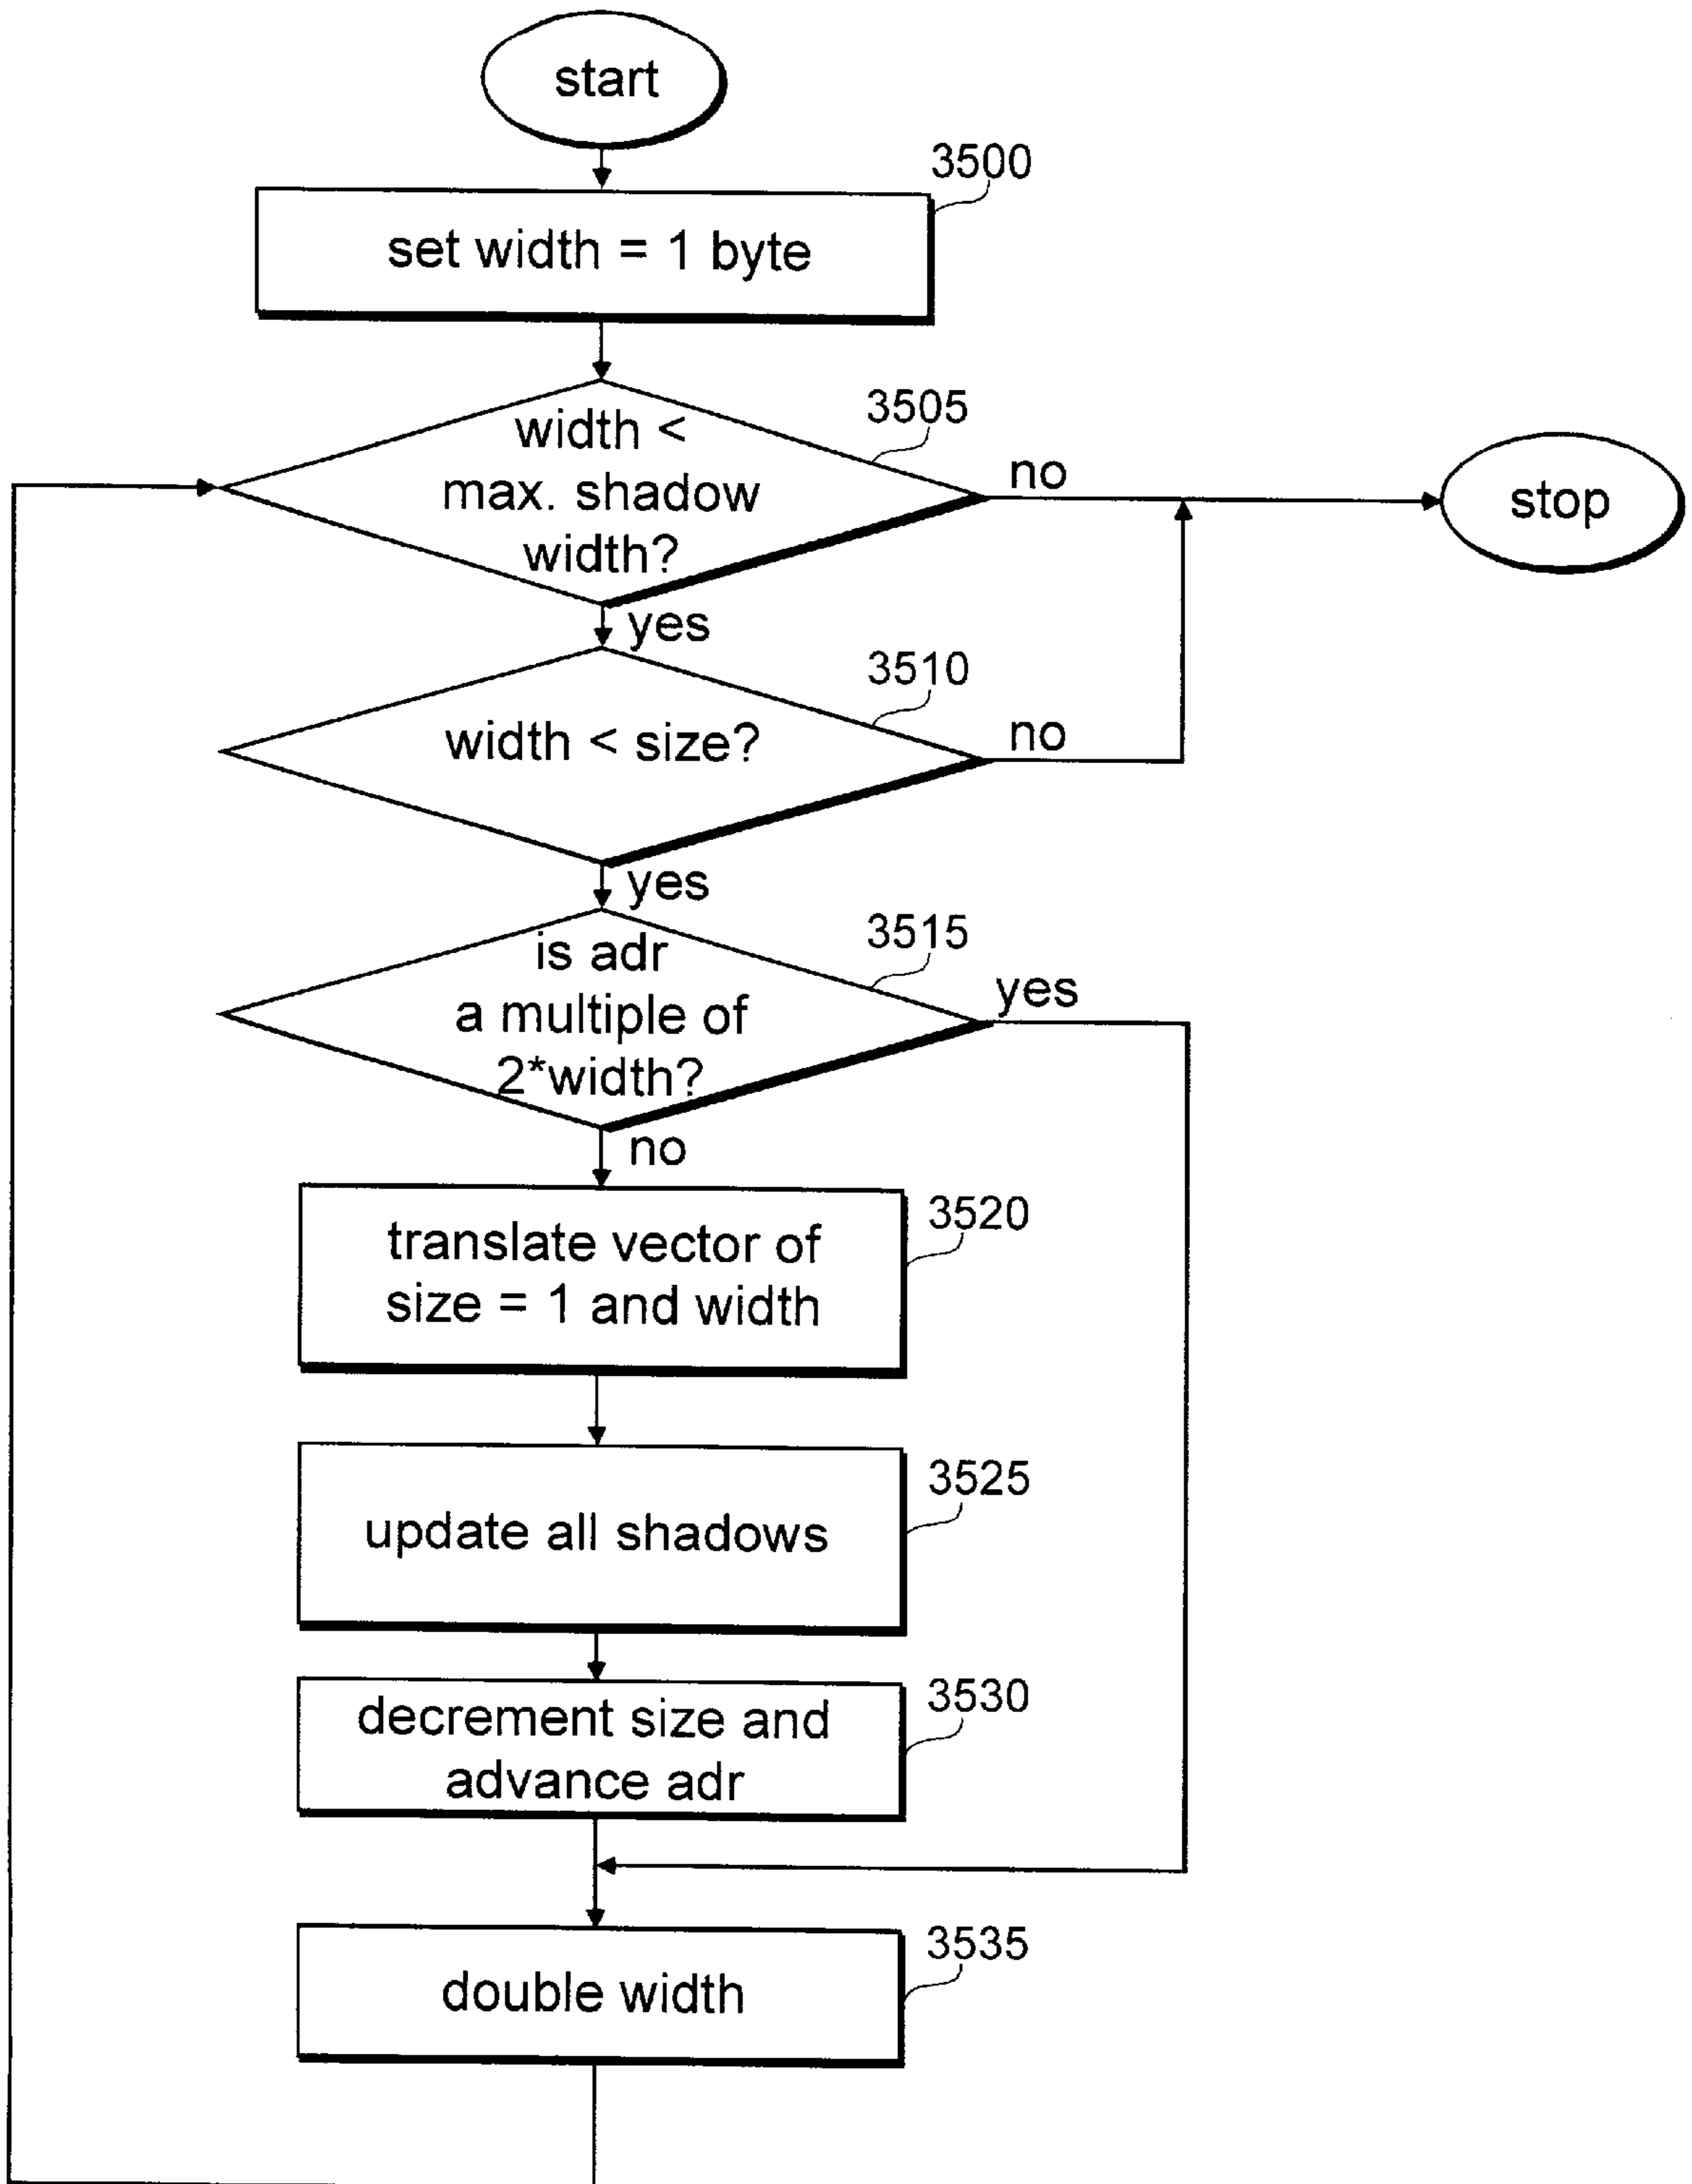 start
3500
set width = 1 byte
3505
width <
max. shadow
width?
no
stop
yes
3510
width < size?
no
yes
3515
is adr
a multiple of
2*width?
yes
no
3520
translate vector of
size = 1 and width
3525
update all shadows
3530
decrement size and
advance adr
3535
double width